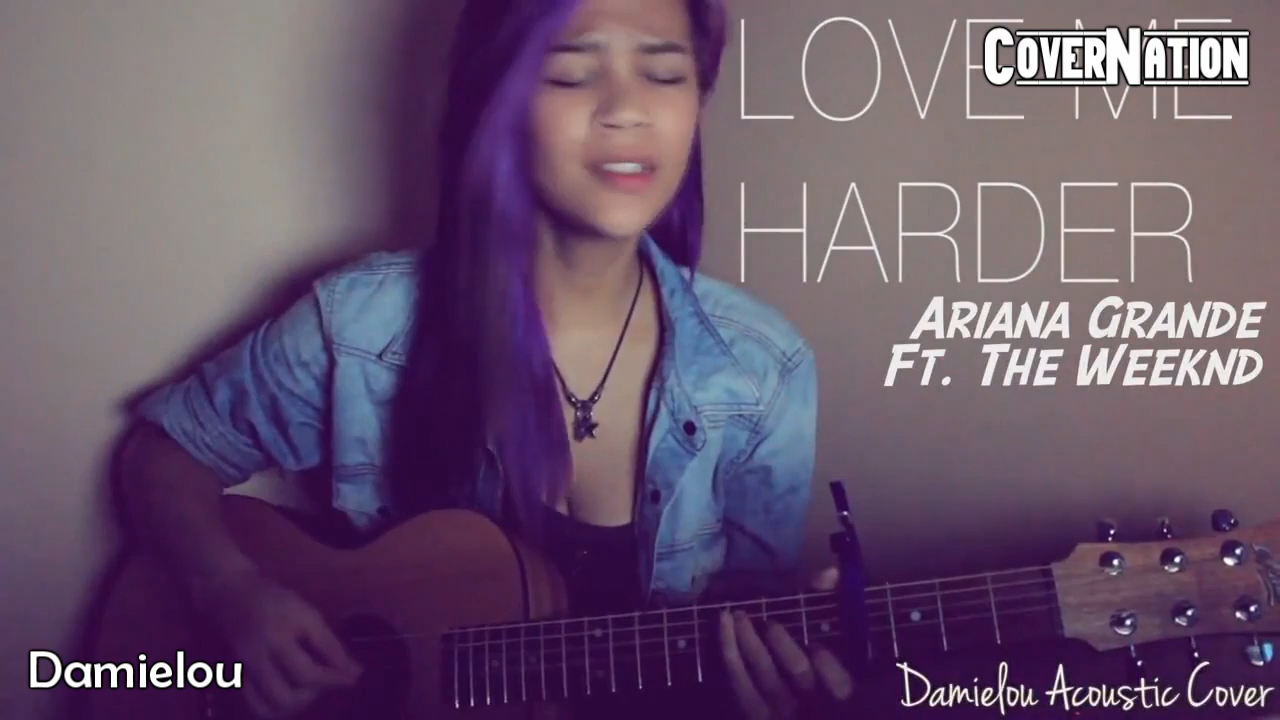 LOVE ME
COVERNATION
HARDER
ARIANA GRANDE
FT. THE WEEKND
Damielou
Damielou Acoustic Cover